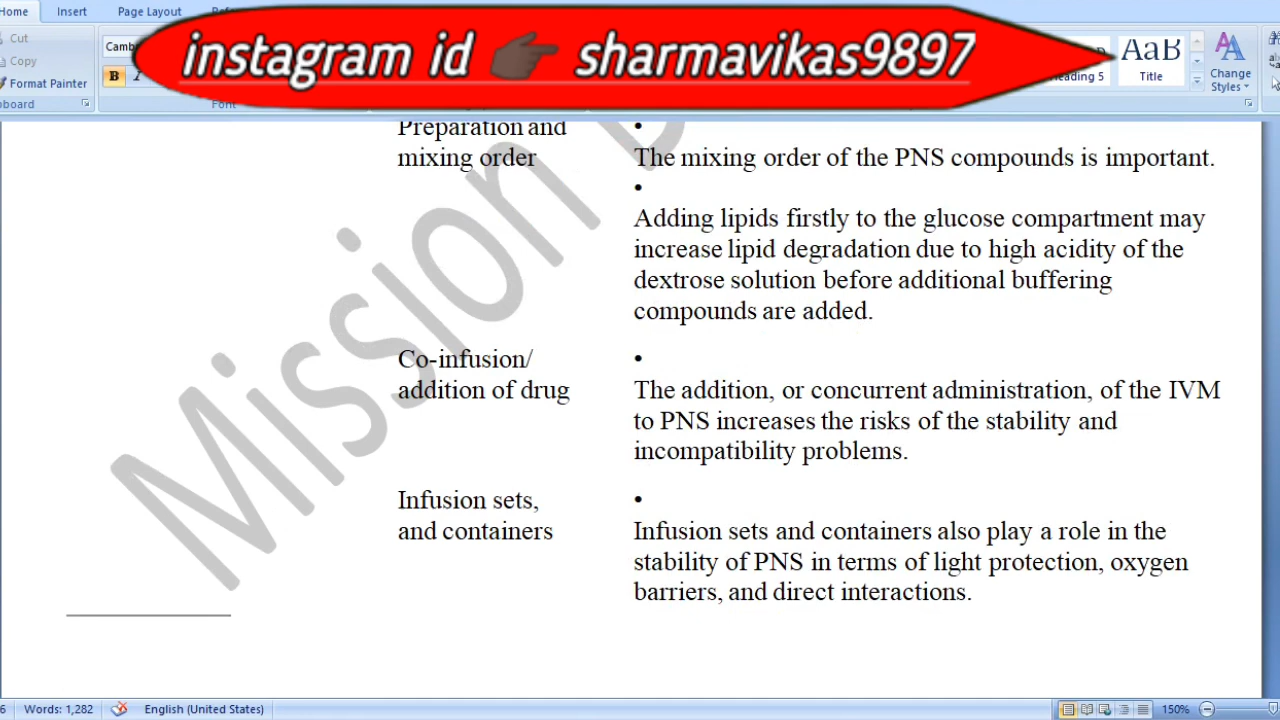 Home Insert Page Layout
instagram id sharmavikas9897
Cut
Copy
Format Painter
Font
AaB
Heading 5 Title
Change
Styles
Preparation and
mixing order
•
The mixing order of the PNS compounds is important.
•
Adding lipids firstly to the glucose compartment may
increase lipid degradation due to high acidity of the
dextrose solution before additional buffering
compounds are added.
Co-infusion/
addition of drug
•
The addition, or concurrent administration, of the IVM
to PNS increases the risks of the stability and
incompatibility problems.
Infusion sets,
and containers
•
Infusion sets and containers also play a role in the
stability of PNS in terms of light protection, oxygen
barriers, and direct interactions.
Mission
Words: 1,282 English (United States) 150%